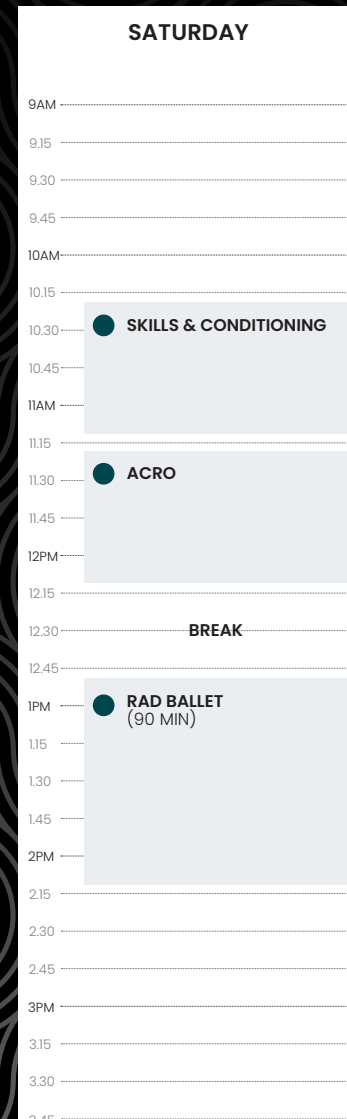 SATURDAY
9AM
9.15
9.30
9.45
10AM
10.15
10.30 SKILLS & CONDITIONING
10.45
11AM
11.15
11.30 ACRO
11.45
12PM
12.15
12.30 BREAK
12.45
1PM RAD BALLET
(90 MIN)
1.15
1.30
1.45
2PM
2.15
2.30
2.45
3PM
3.15
3.30